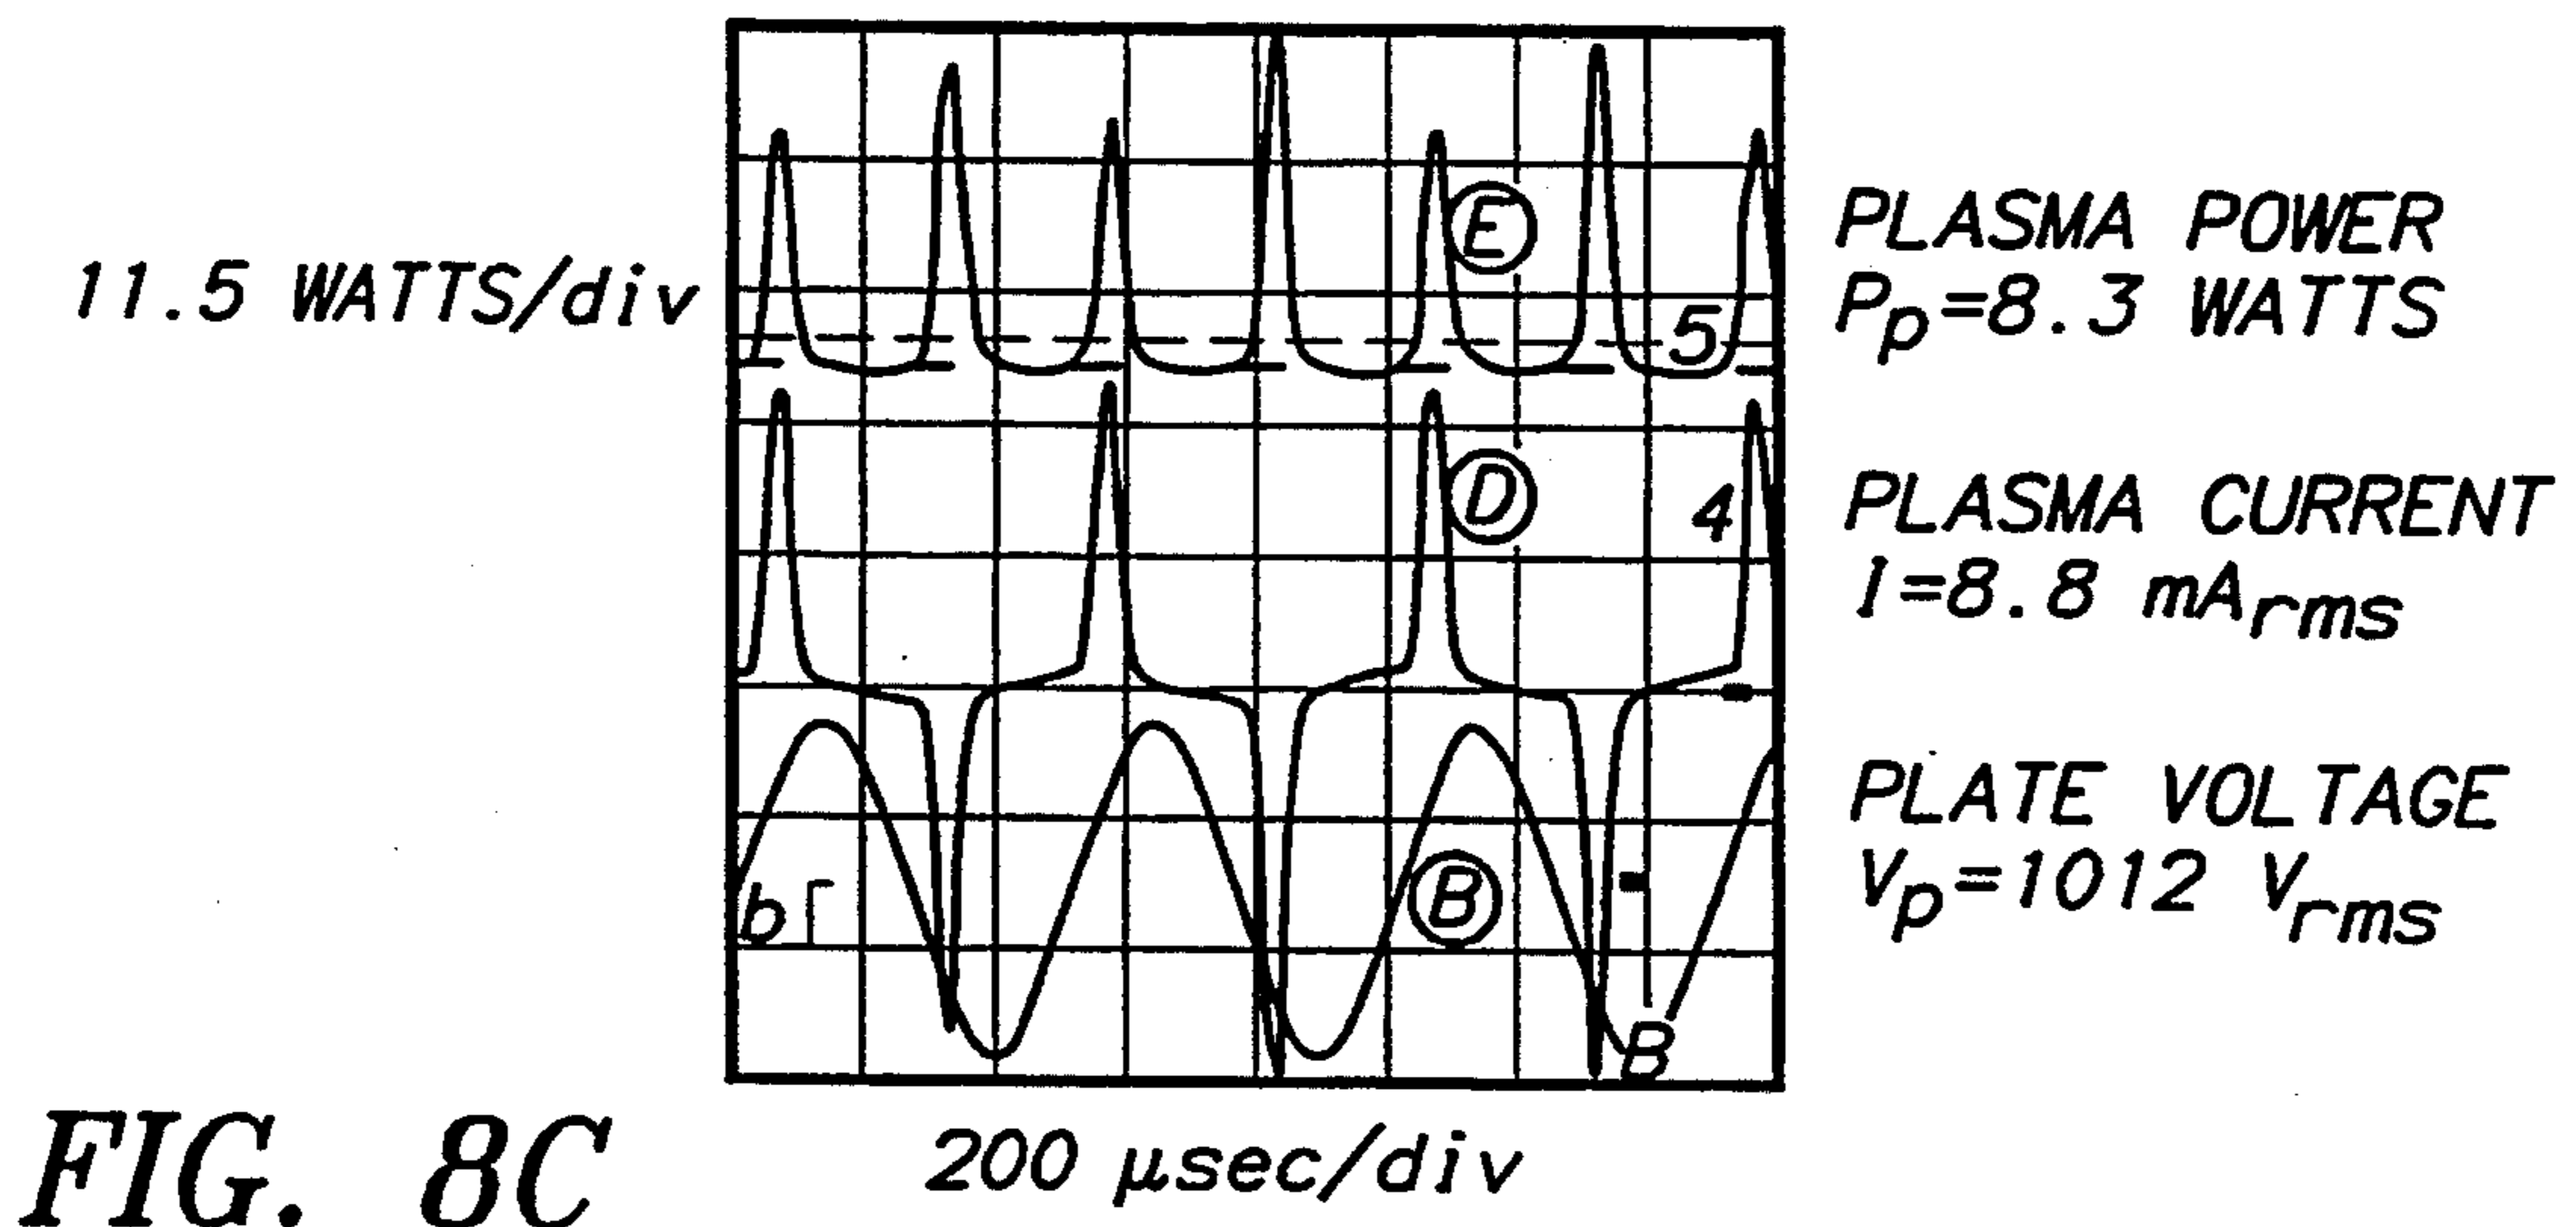 11.5 WATTS/div
E
5
D
4
b
B
B
PLASMA POWER
Pp=8.3 WATTS
PLASMA CURRENT
I=8.8 mArms
PLATE VOLTAGE
Vp=1012 Vrms
200 μsec/div
FIG. 8C